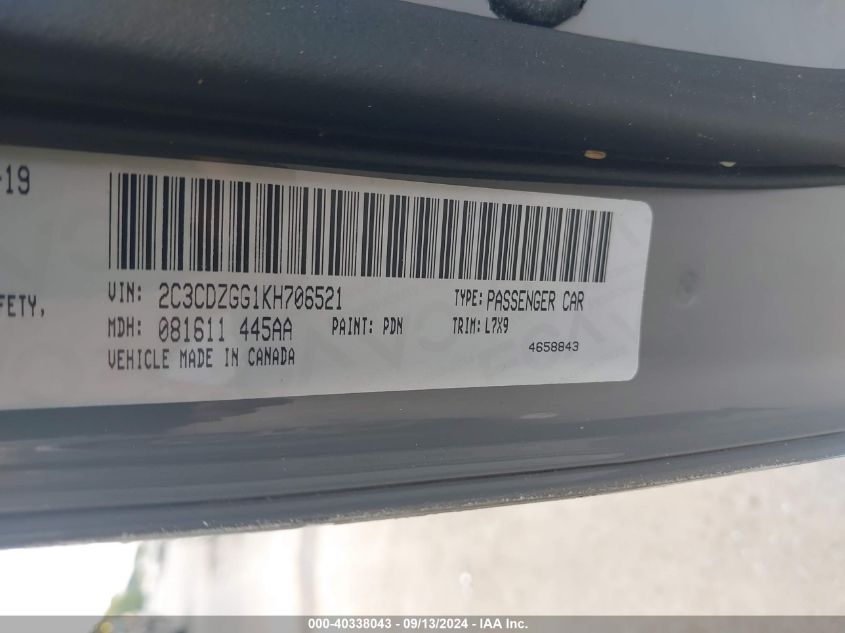 -19
FETY,
VIN: 2C3CDZGG1KH706521 TYPE: PASSENGER CAR
MDH: 081611 445AA PAINT: PDN TRIM: L7X9
VEHICLE MADE IN CANADA 4658843
000-40338043 - 09/13/2024 - IAA Inc.